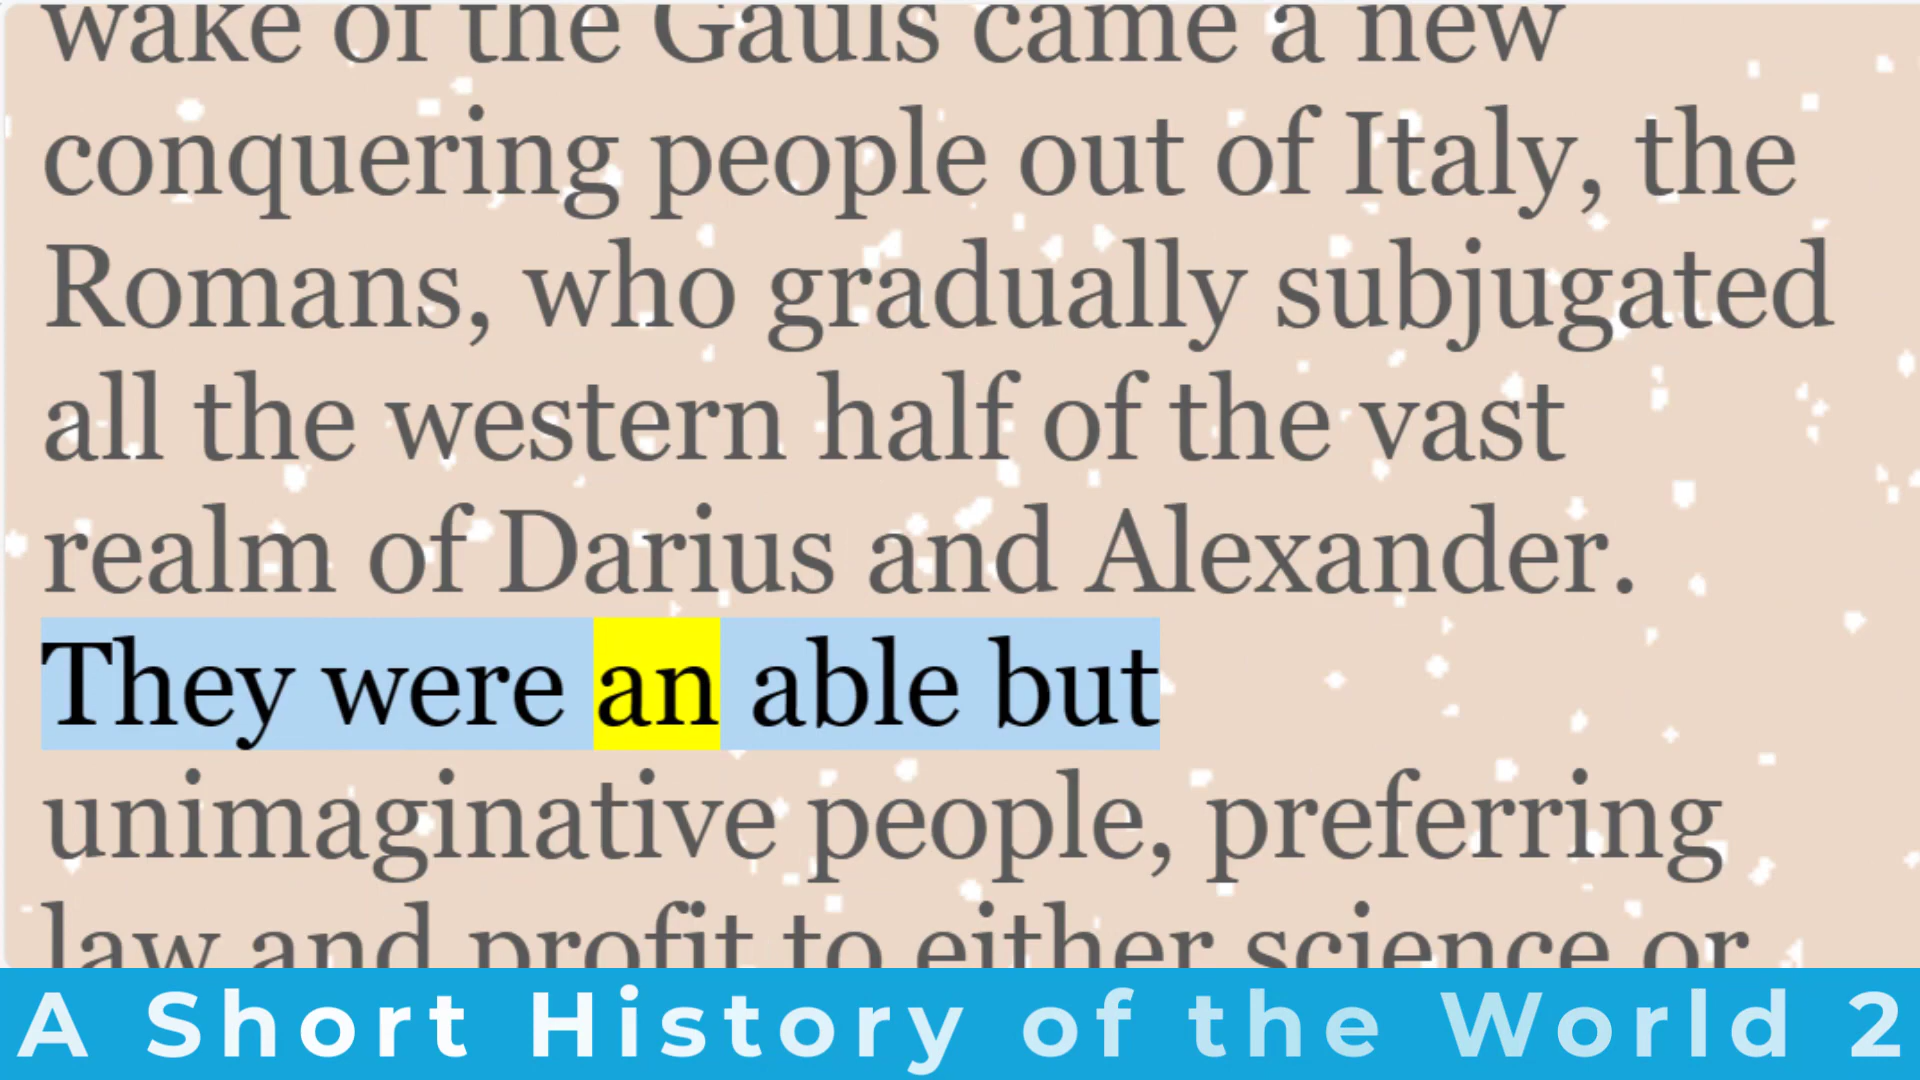 wake of the Gauls came a new
conquering people out of Italy, the
Romans, who gradually subjugated
all the western half of the vast
realm of Darius and Alexander.
They were an able but
unimaginative people, preferring
law and profit to either science or
A Short History of the World 2